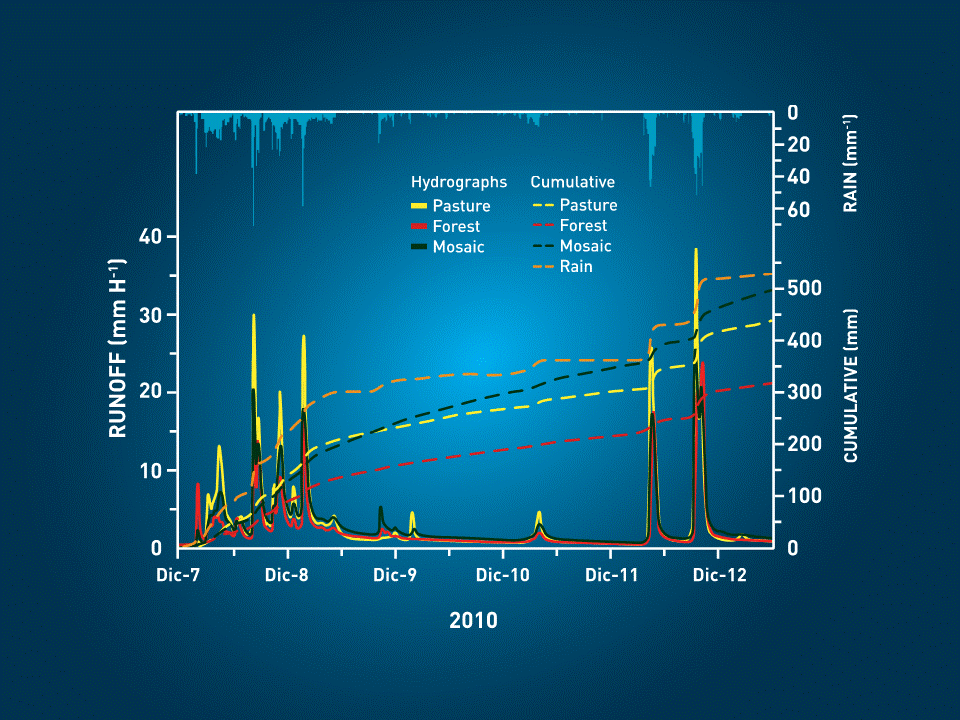 0
20
40
60
RAIN (mm-1)
Hydrographs
Pasture
Forest
Mosaic
Cumulative
Pasture
Forest
Mosaic
Rain
RUNOFF (mm H-1)
40
30
20
10
0
500
400
300
200
100
0
CUMULATIVE (mm)
Dic-7 Dic-8 Dic-9 Dic-10 Dic-11 Dic-12
2010